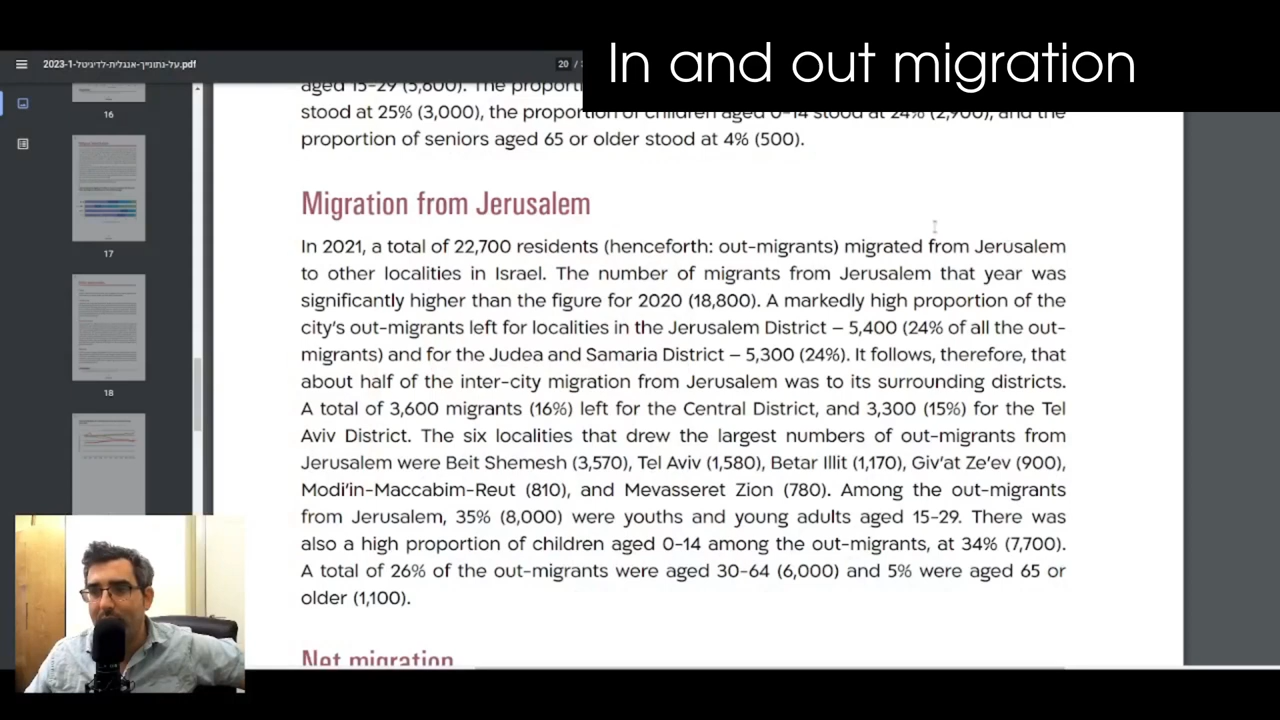 In and out migration
על-נתונייך-אנגלית-לדיגיטל-2023-1.pdf
20 /
aged 15-29 (5,600). The proporti
stood at 25% (3,000), the proportion of children aged 0-14 stood at 24% (2,900), and the
proportion of seniors aged 65 or older stood at 4% (500).
16
Migration from Jerusalem
In 2021, a total of 22,700 residents (henceforth: out-migrants) migrated from Jerusalem
17
to other localities in Israel. The number of migrants from Jerusalem that year was
significantly higher than the figure for 2020 (18,800). A markedly high proportion of the
city's out-migrants left for localities in the Jerusalem District – 5,400 (24% of all the out-
migrants) and for the Judea and Samaria District – 5,300 (24%). It follows, therefore, that
about half of the inter-city migration from Jerusalem was to its surrounding districts.
18
A total of 3,600 migrants (16%) left for the Central District, and 3,300 (15%) for the Tel
Aviv District. The six localities that drew the largest numbers of out-migrants from
Jerusalem were Beit Shemesh (3,570), Tel Aviv (1,580), Betar Illit (1,170), Giv'at Ze'ev (900),
Modi'in-Maccabim-Reut (810), and Mevasseret Zion (780). Among the out-migrants
from Jerusalem, 35% (8,000) were youths and young adults aged 15-29. There was
also a high proportion of children aged 0-14 among the out-migrants, at 34% (7,700).
A total of 26% of the out-migrants were aged 30-64 (6,000) and 5% were aged 65 or
older (1,100).
Net migration